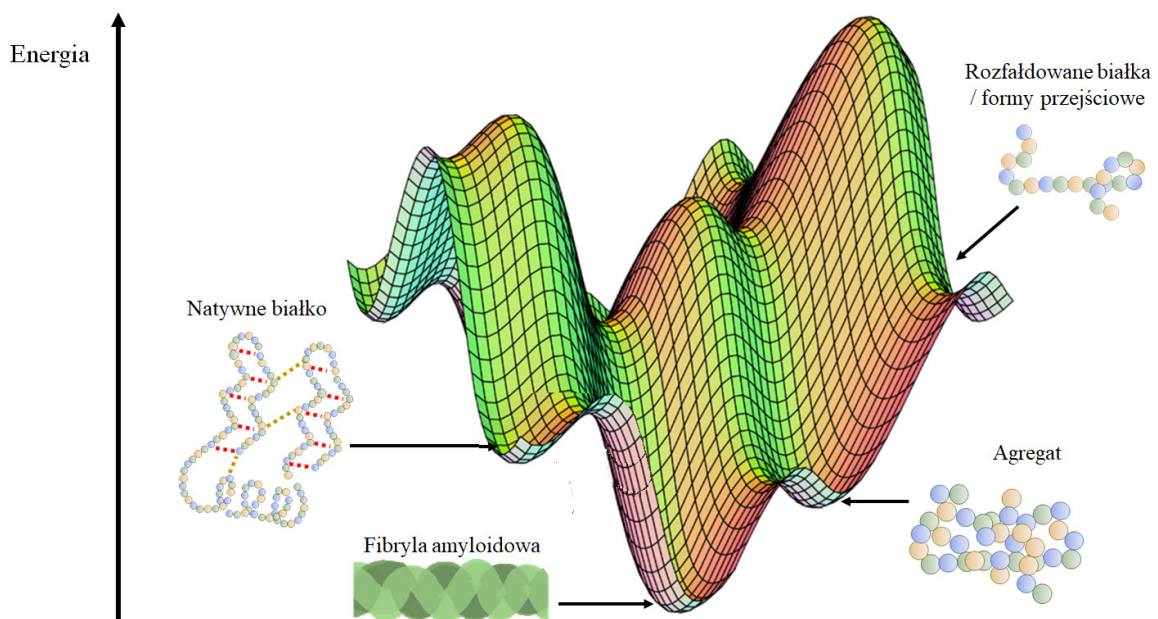 Energia
Rozfałdowane białka
/ formy przejściowe
Natywne białko
Agregat
Fibryla amyloidowa